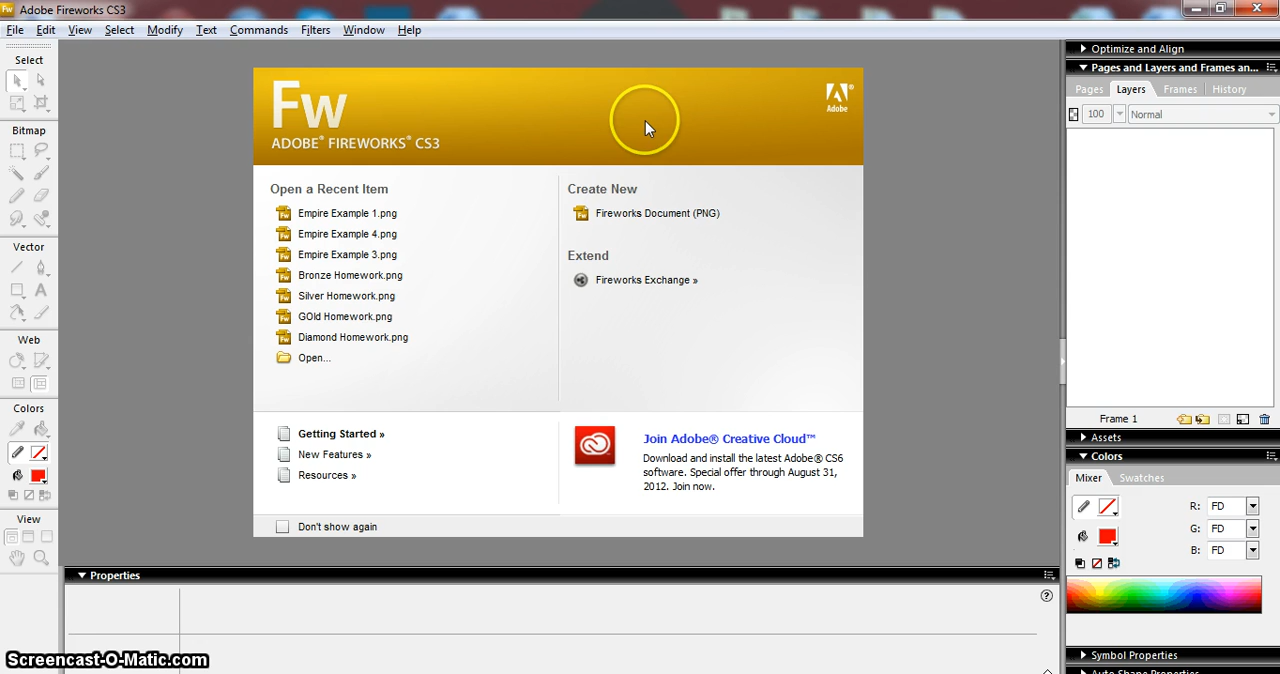 Fw Adobe Fireworks CS3
File Edit View Select Modify Text Commands Filters Window Help
Select
Bitmap
Vector
Web
Colors
View
Fw
ADOBE® FIREWORKS® CS3
Adobe®
Open a Recent Item
Empire Example 1.png
Empire Example 4.png
Empire Example 3.png
Bronze Homework.png
Silver Homework.png
GOld Homework.png
Diamond Homework.png
Open...
Create New
Fireworks Document (PNG)
Extend
Fireworks Exchange »
Getting Started »
New Features »
Resources »
Join Adobe® Creative Cloud™
Download and install the latest Adobe® CS6
software. Special offer through August 31,
2012. Join now.
Don't show again
Optimize and Align
Pages and Layers and Frames an...
Pages Layers Frames History
100 Normal
Frame 1
Assets
Colors
Mixer Swatches
R: FD
G: FD
B: FD
Symbol Properties
Auto Shape Properties
Properties
Screencast-O-Matic.com